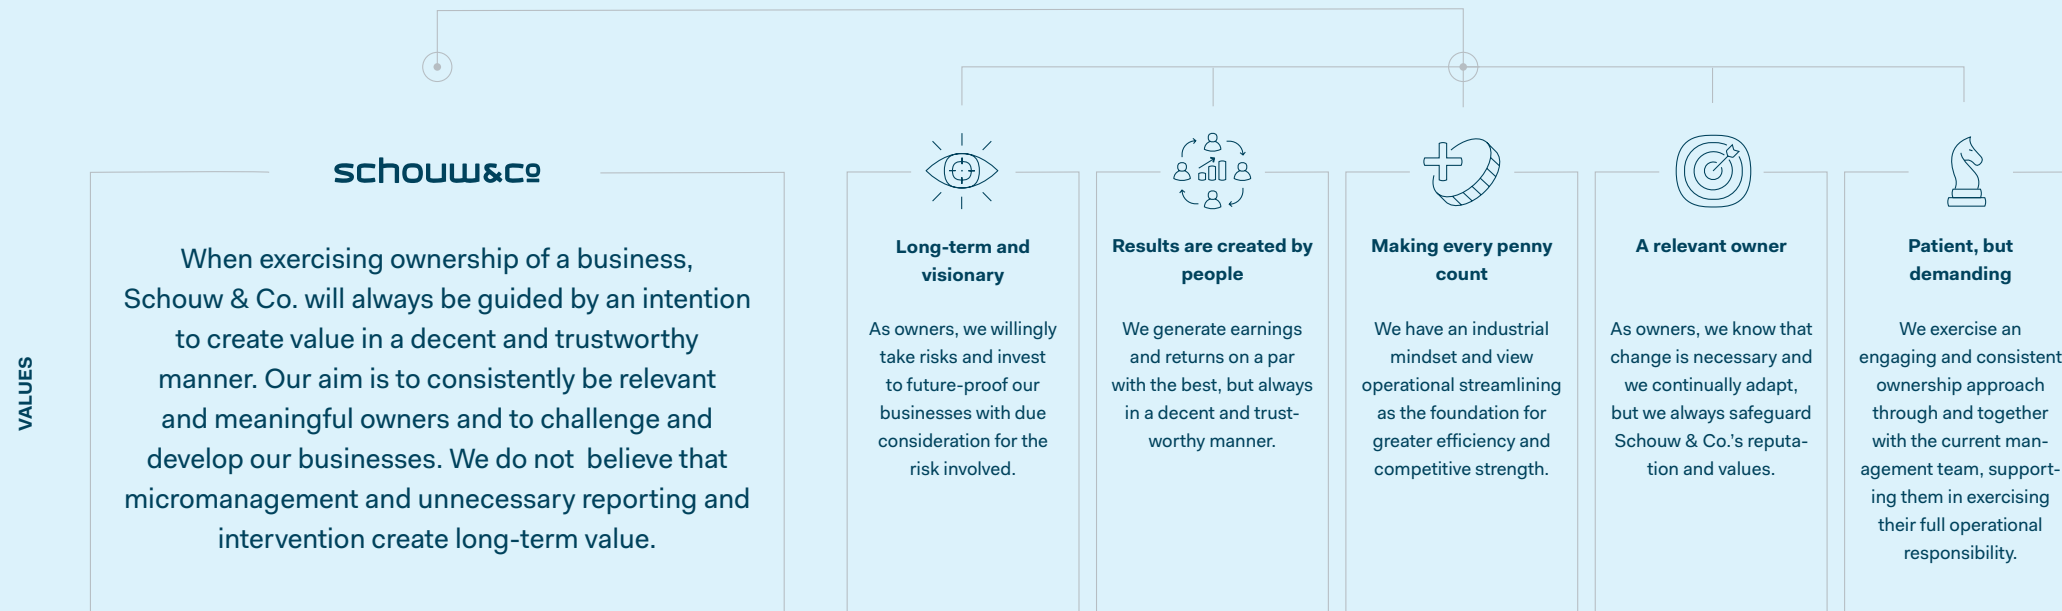 VALUES
schouw&co
When exercising ownership of a business,
Schouw & Co. will always be guided by an intention
to create value in a decent and trustworthy
manner. Our aim is to consistently be relevant
and meaningful owners and to challenge and
develop our businesses. We do not believe that
micromanagement and unnecessary reporting and
intervention create long-term value.
Long-term and
visionary
As owners, we willingly
take risks and invest
to future-proof our
businesses with due
consideration for the
risk involved.
Results are created by
people
We generate earnings
and returns on a par
with the best, but always
in a decent and trust-
worthy manner.
Making every penny
count
We have an industrial
mindset and view
operational streamlining
as the foundation for
greater efficiency and
competitive strength.
A relevant owner
As owners, we know that
change is necessary and
we continually adapt,
but we always safeguard
Schouw & Co.'s reputa-
tion and values.
Patient, but
demanding
We exercise an
engaging and consistent
ownership approach
through and together
with the current man-
agement team, support-
ing them in exercising
their full operational
responsibility.